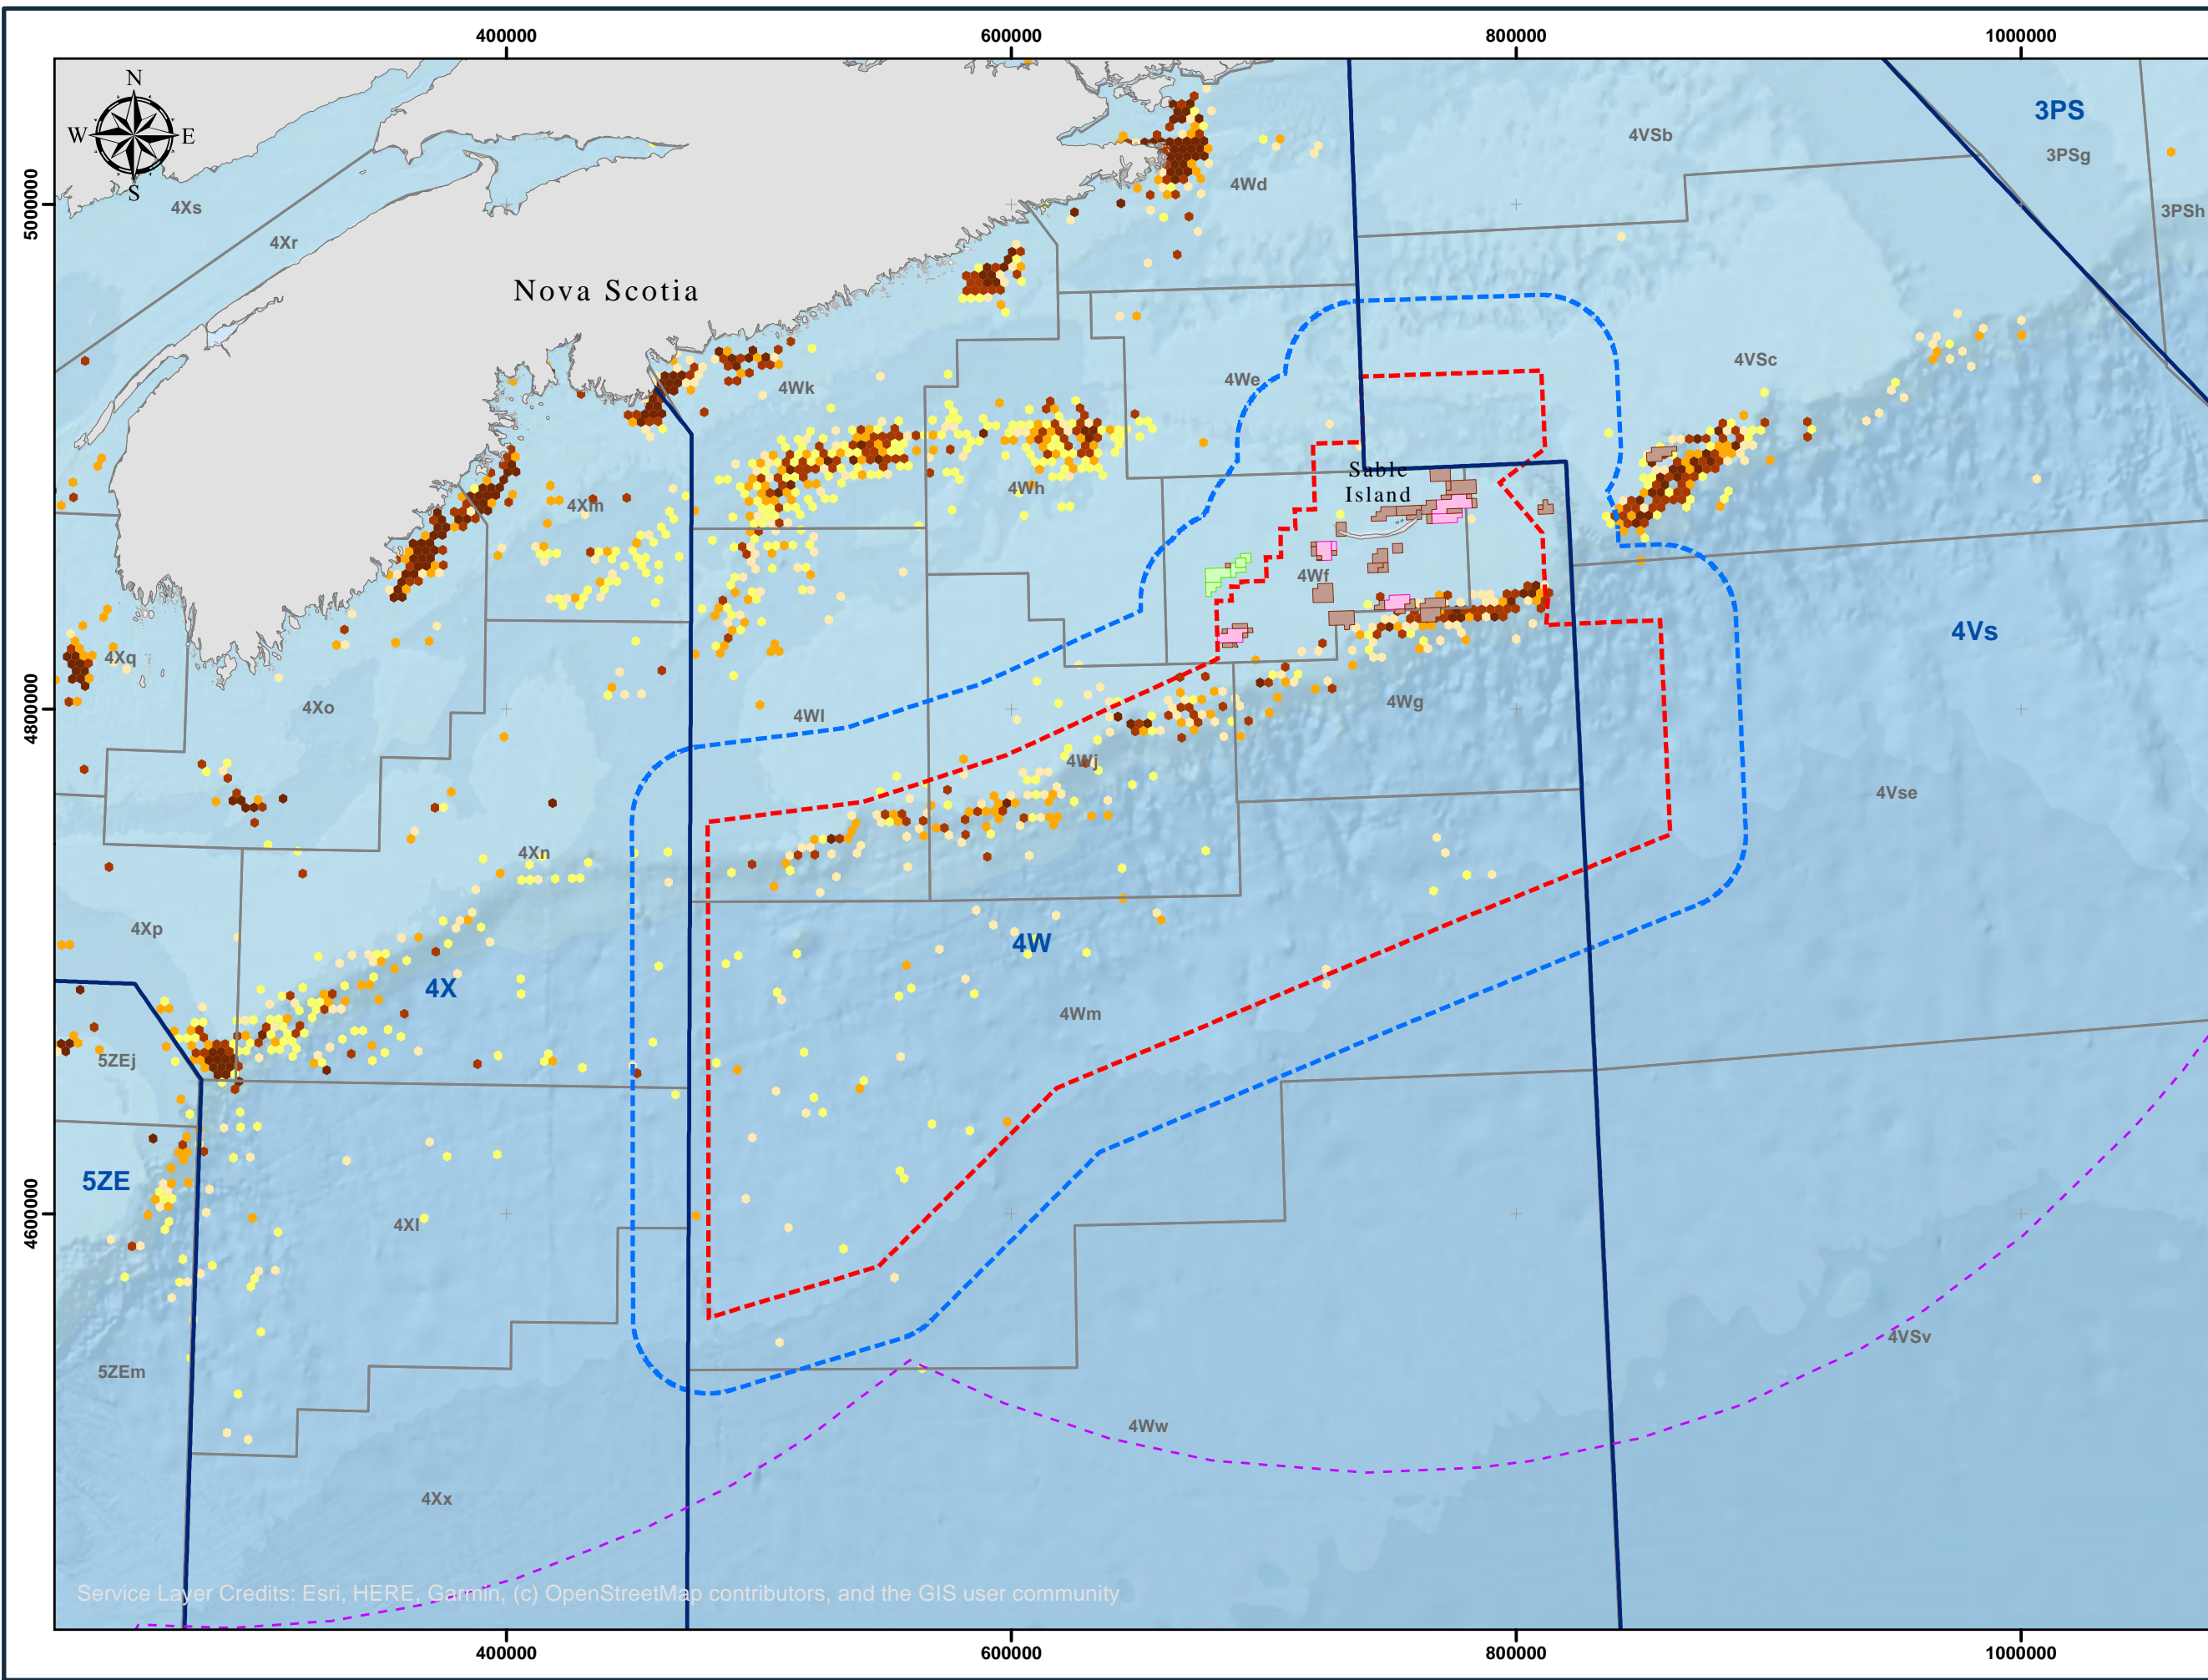 400000 600000 800000 1000000
N
W E
S
3PS
4VSb
3PSg
4Wd
5000000
4Xs
3PSh
4Xr
Nova Scotia
4VSc
4We
4Wk
Sable
Island
4Wh
4Xm
4Wf
4Vs
4Xq
4Wg
4Xo
4Wl
4800000
4Wj
4Vse
4Xn
4Xp
4W
4X
4Wm
5ZEj
5ZE
4600000
4Xl
4VSv
5ZEm
4Ww
4Xx
Service Layer Credits: Esri, HERE, Garmin, (c) OpenStreetMap contributors, and the GIS user community
400000 600000 800000 1000000